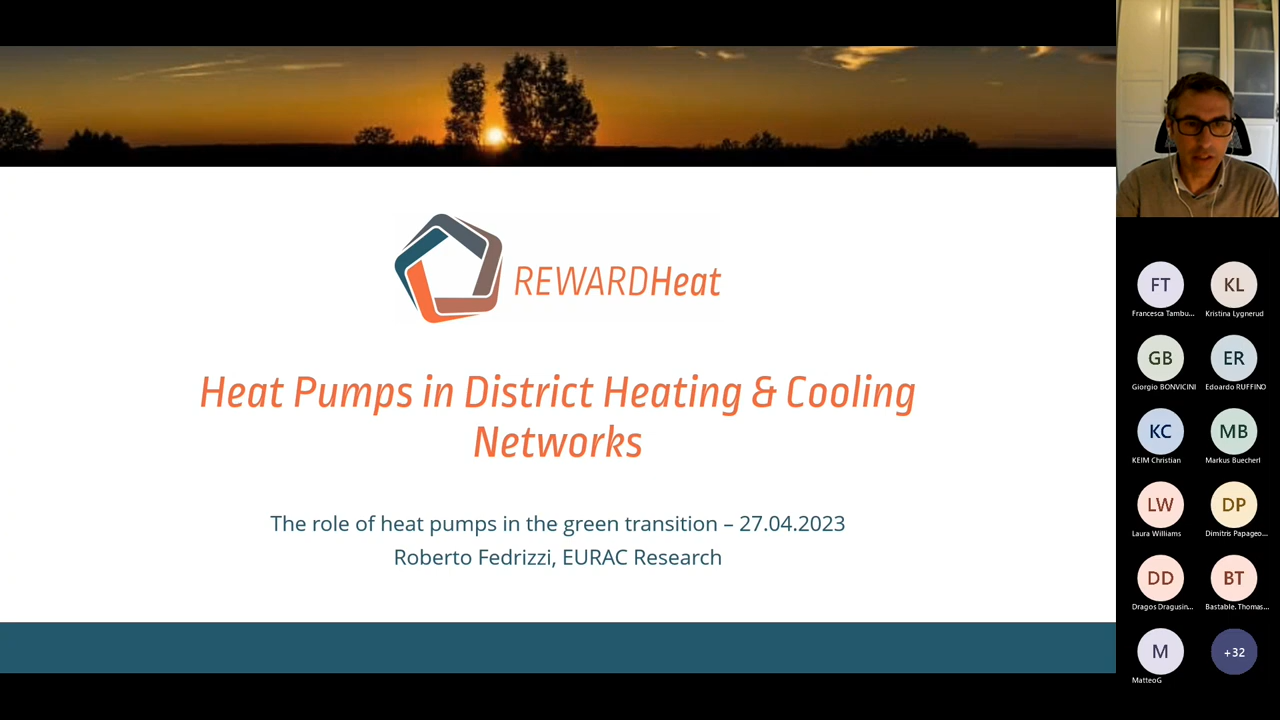 REWARDHeat
Heat Pumps in District Heating & Cooling
Networks
The role of heat pumps in the green transition – 27.04.2023
Roberto Fedrizzi, EURAC Research
FT
KL
Francesca Tambu...
Kristina Lygnerud
GB
ER
Giorgio BONVICINI
Edoardo RUFFINO
KC
MB
KEIM Christian
Markus Buecherl
LW
DP
Laura Williams
Dimitris Papageo...
DD
BT
Dragos Dragusin...
Bastable, Thomas...
M
+32
MatteoG